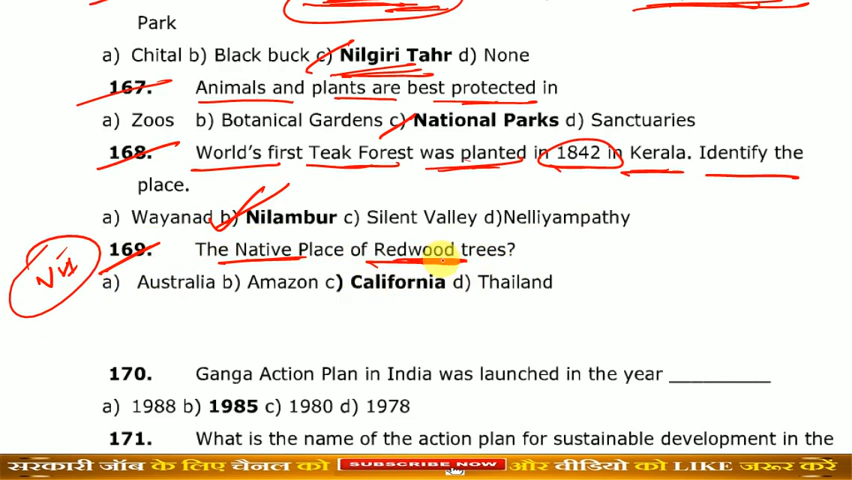 Park
a) Chital b) Black buck c) Nilgiri Tahr d) None
167. Animals and plants are best protected in
a) Zoos b) Botanical Gardens c) National Parks d) Sanctuaries
168. World's first Teak Forest was planted in 1842 in Kerala. Identify the
place.
a) Wayanad b) Nilambur c) Silent Valley d)Nelliyampathy
169. The Native Place of Redwood trees?
a) Australia b) Amazon c) California d) Thailand
170. Ganga Action Plan in India was launched in the year __________
a) 1988 b) 1985 c) 1980 d) 1978
171. What is the name of the action plan for sustainable development in the
सरकारी जॉब के लिए चैनल को SUBSCRIBE NOW और वीडियो को LIKE जरूर करें